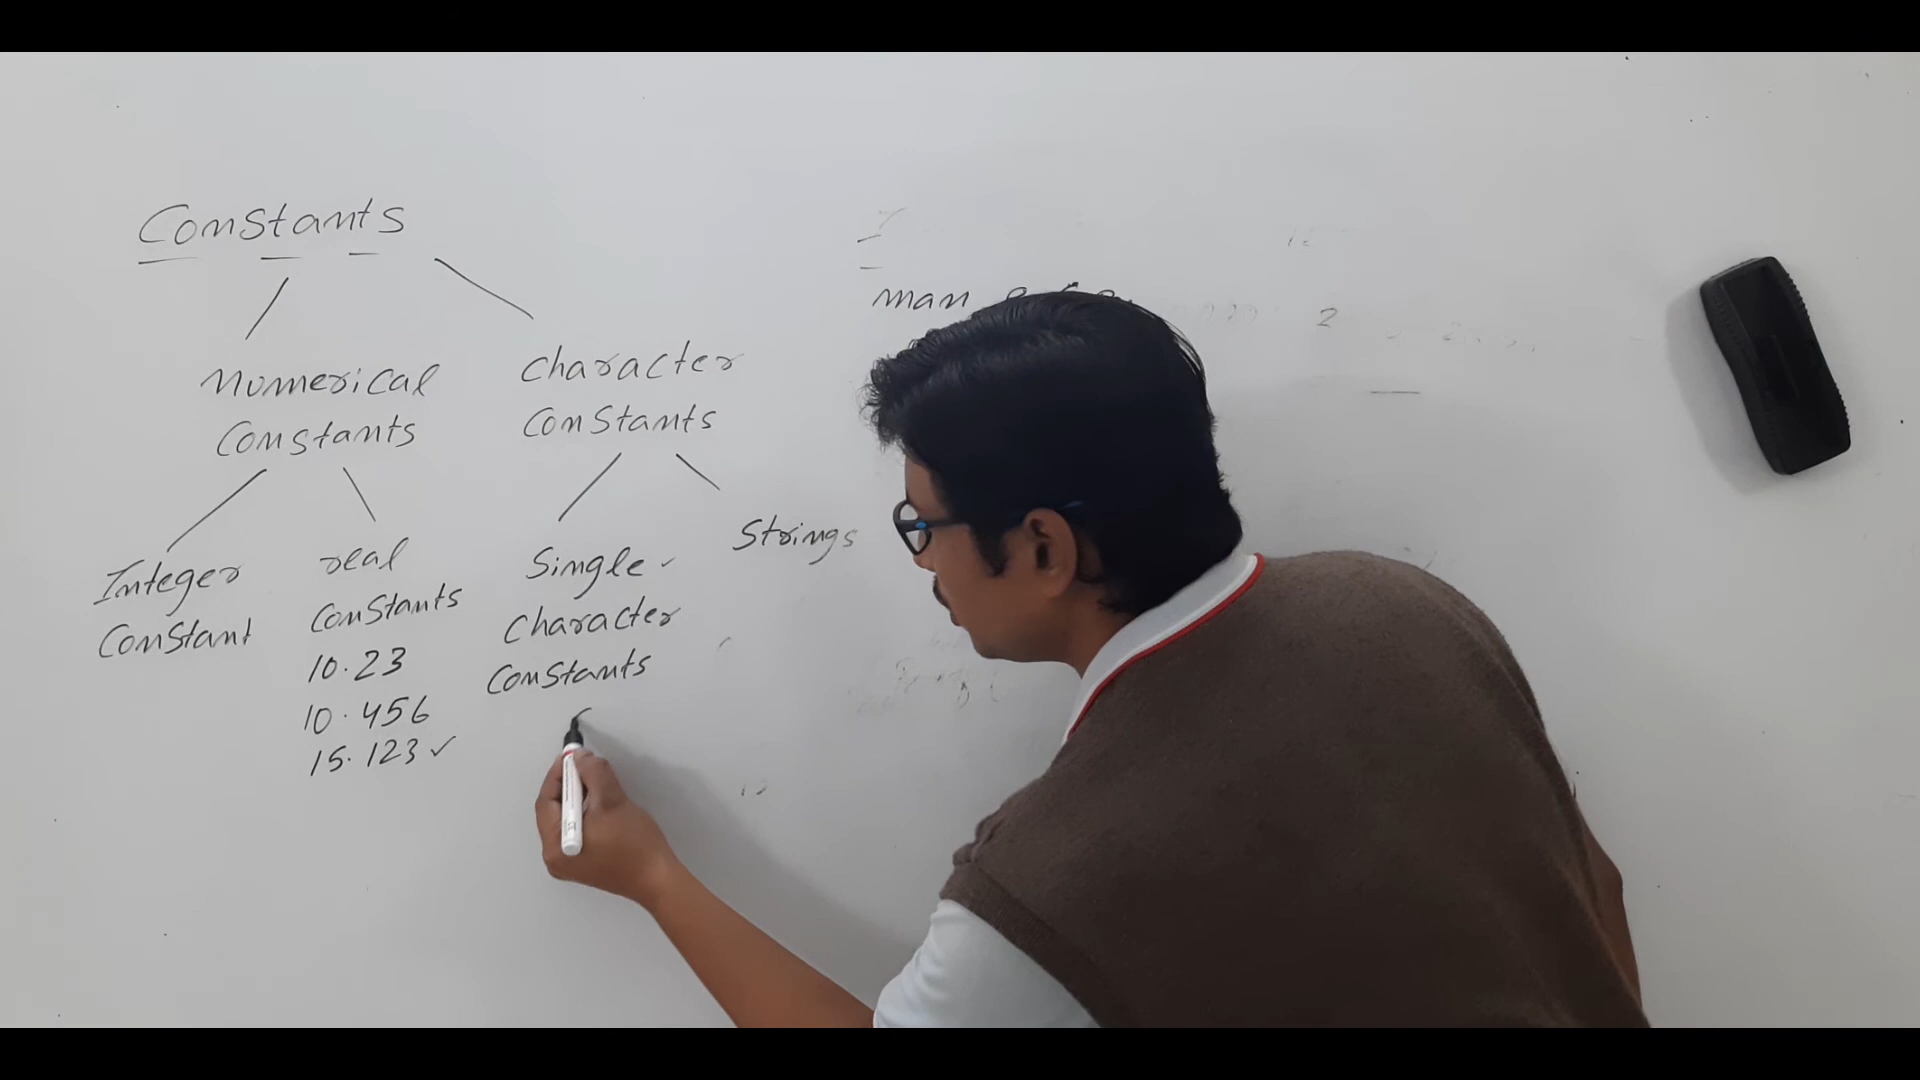 Constants
Numerical
Constants
Character
Constants
Integer
Constant
real
Constants
10.23
10.456
15.123 ✓
Single
Character
Constants
Strings
man
2